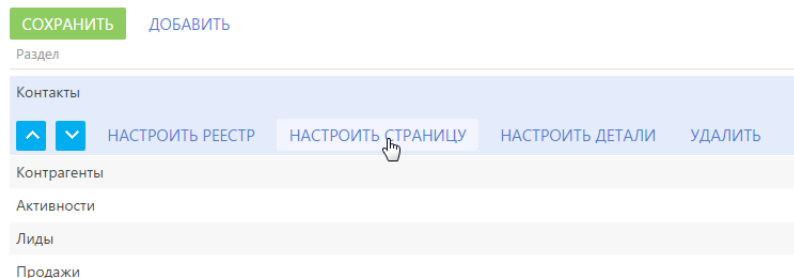 СОХРАНИТЬ ДОБАВИТЬ
Раздел
Контакты
НАСТРОИТЬ РЕЕСТР НАСТРОИТЬ СТРАНИЦУ НАСТРОИТЬ ДЕТАЛИ УДАЛИТЬ
Контрагенты
Активности
Лиды
Продажи